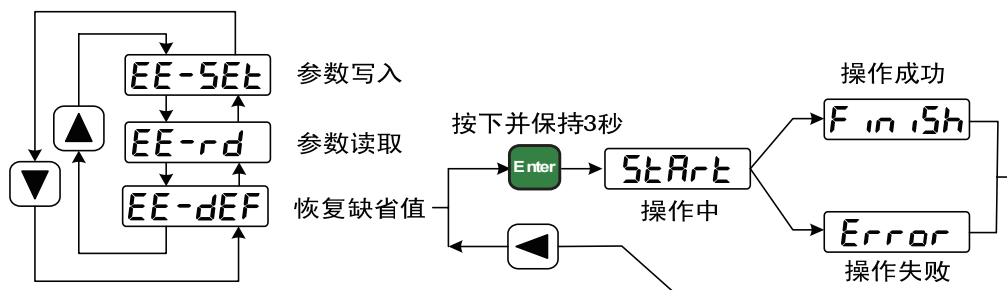 EE-SEt 参数写入
EE-rd 参数读取
EE-dEF 恢复缺省值
按下并保持3秒
Enter
StArt
操作中
操作成功
FiniSh
Error
操作失败